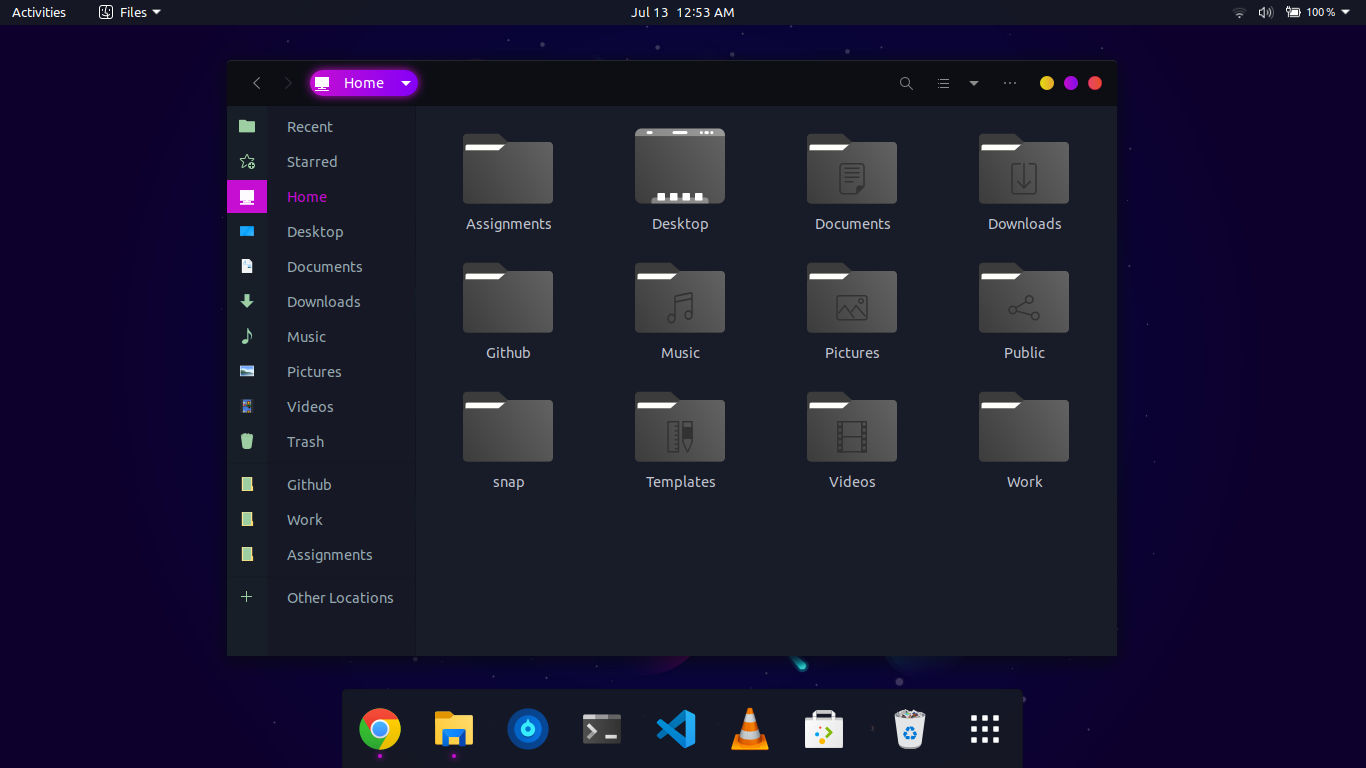 Activities Files Jul 13 12:53 AM 100%
Home
Recent
Starred
Home
Desktop
Documents
Downloads
Music
Pictures
Videos
Trash
Github
Work
Assignments
Other Locations
Assignments Desktop Documents Downloads
Github Music Pictures Public
snap Templates Videos Work